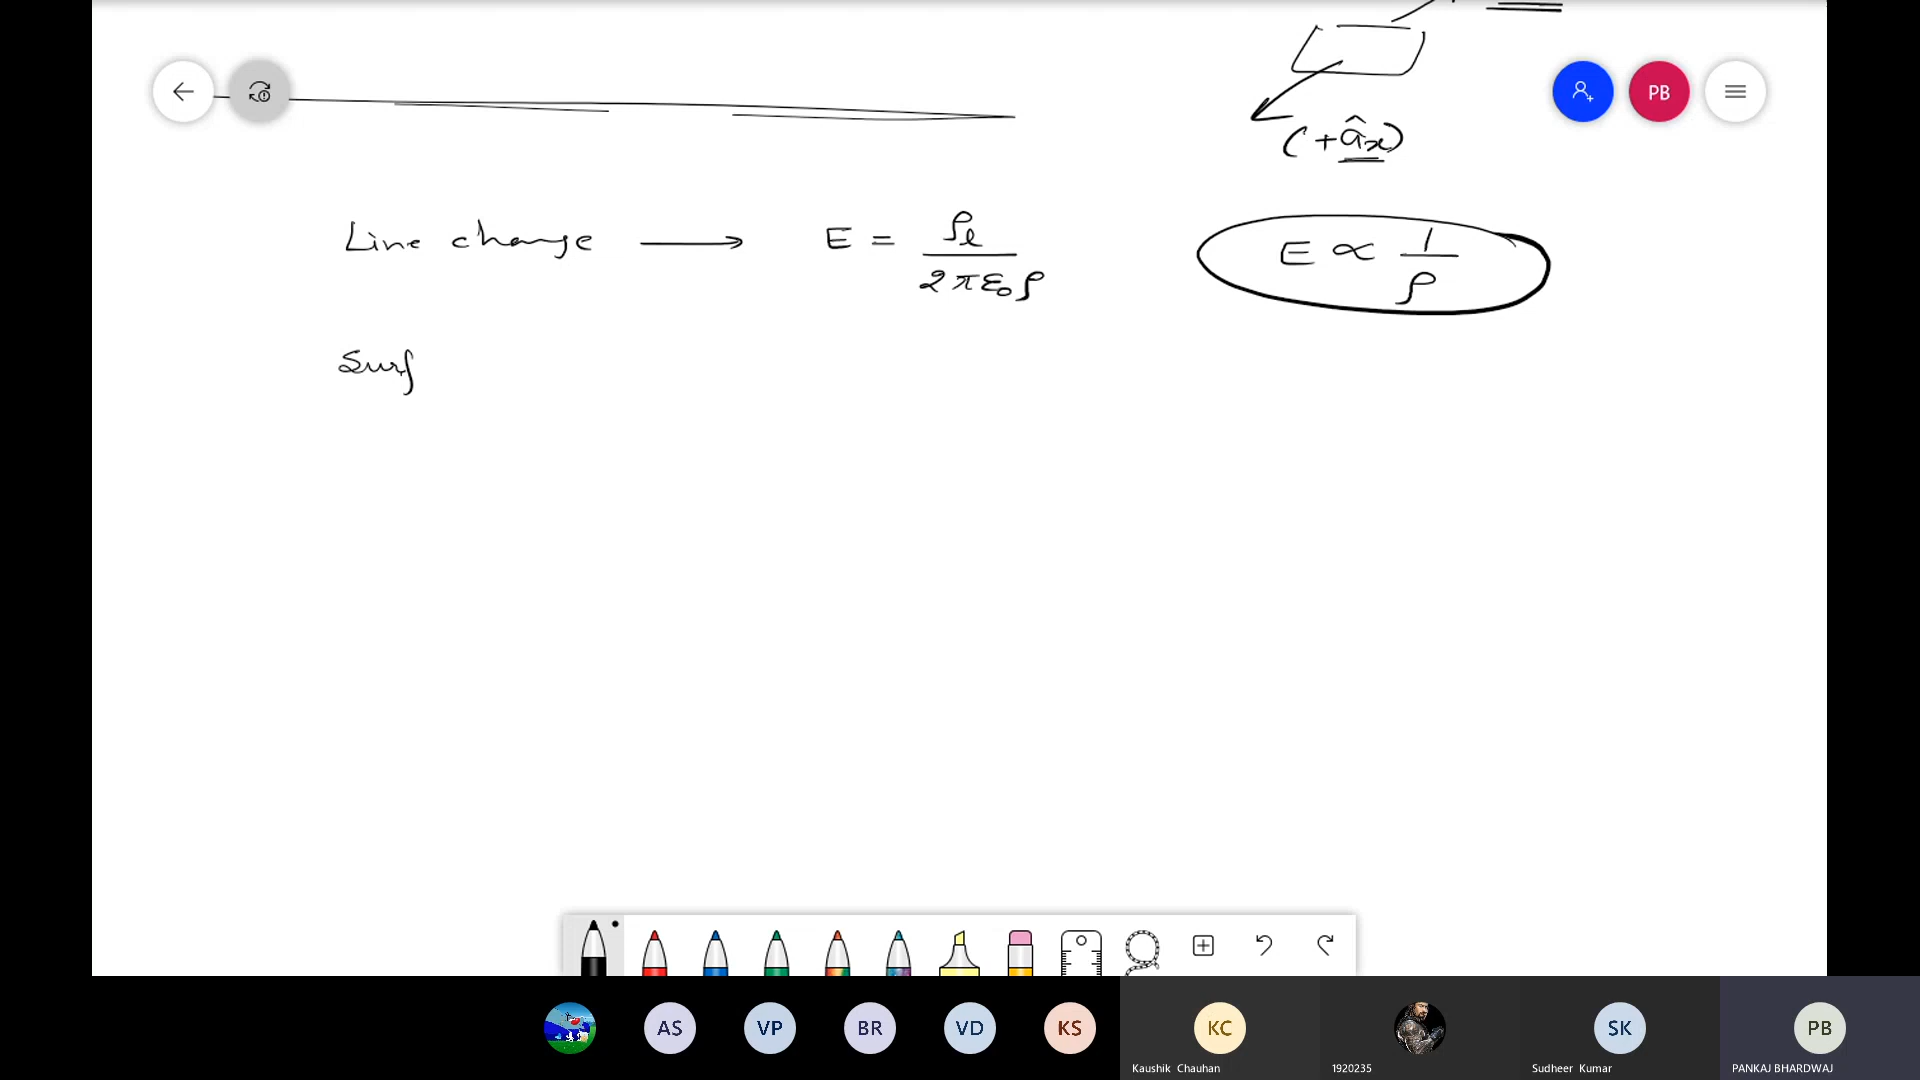 (+âx)
PB
Line charge → E = ρℓ / 2πε₀ρ
E ∝ 1/ρ
Surf
AS VP BR VD KS KC SK PB
Kaushik Chauhan 1920235 Sudheer Kumar PANKAJ BHARDWAJ